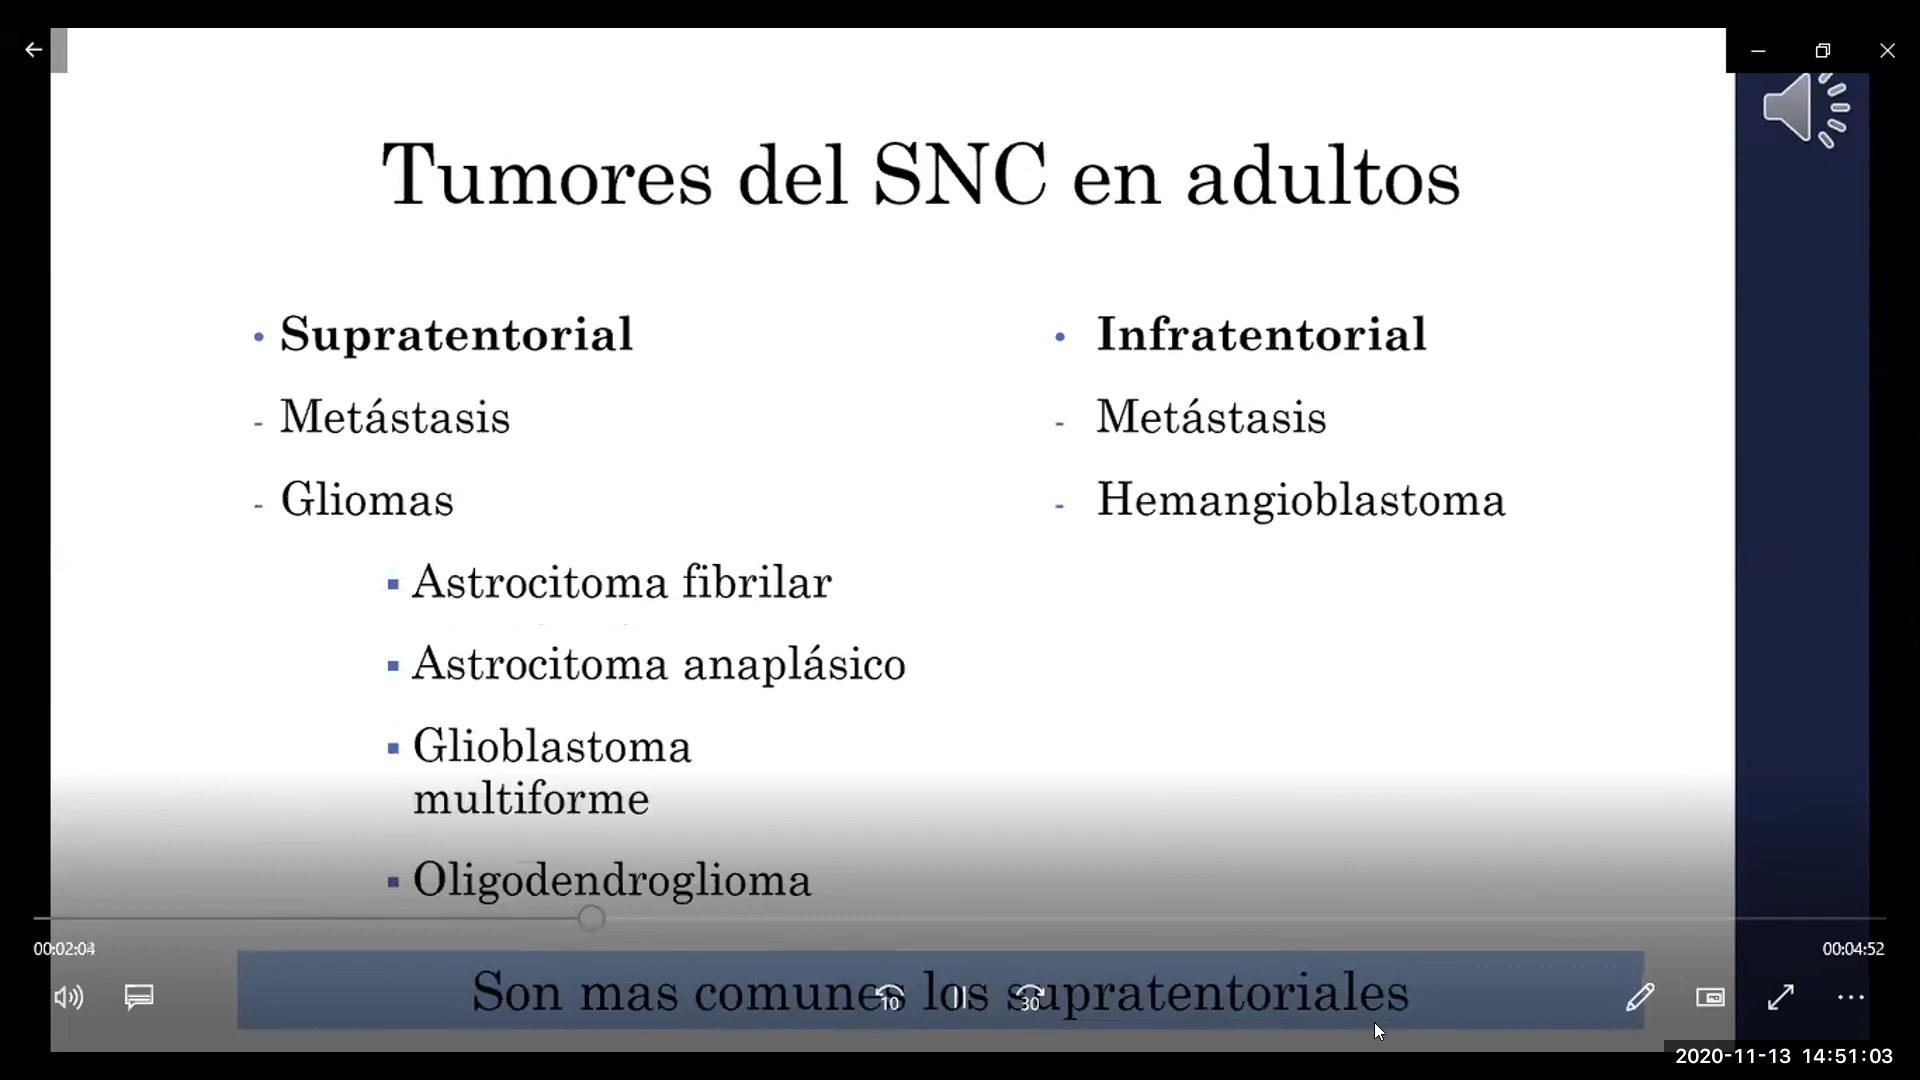 Tumores del SNC en adultos
• Supratentorial
- Metástasis
- Gliomas
▪ Astrocitoma fibrilar
▪ Astrocitoma anaplásico
▪ Glioblastoma
multiforme
▪ Oligodendroglioma
• Infratentorial
- Metástasis
- Hemangioblastoma
Son mas comunes los supratentoriales
00:02:04
00:04:52
10
30
2020-11-13 14:51:03